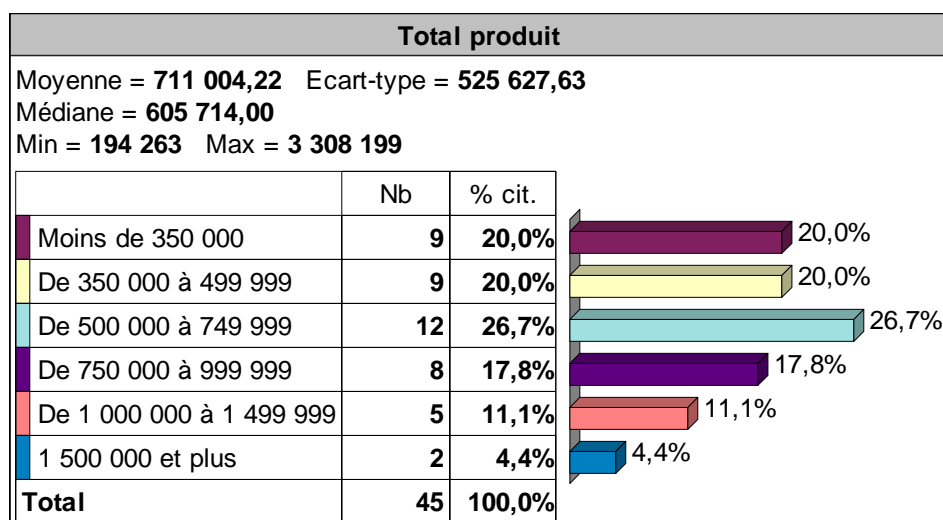 Total produit
Moyenne = 711 004,22 Ecart-type = 525 627,63
Médiane = 605 714,00
Min = 194 263 Max = 3 308 199
Nb % cit.
Moins de 350 000 9 20,0% 20,0%
De 350 000 à 499 999 9 20,0% 20,0%
De 500 000 à 749 999 12 26,7% 26,7%
De 750 000 à 999 999 8 17,8% 17,8%
De 1 000 000 à 1 499 999 5 11,1% 11,1%
1 500 000 et plus 2 4,4% 4,4%
Total 45 100,0%